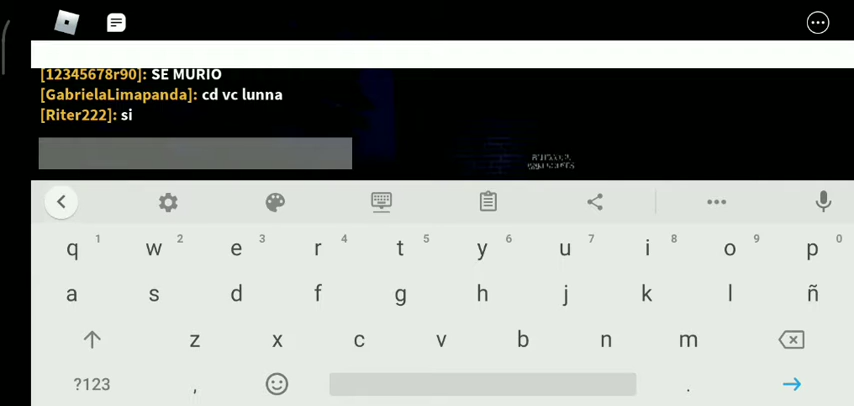 [12345678r90]: SE MURIO
[GabrielaLimapanda]: cd vc lunna
[Riter222]: si
q 1 w 2 e 3 r 4 t 5 y 6 u 7 i 8 o 9 p 0
a s d f g h j k l ñ
z x c v b n m
?123 , .